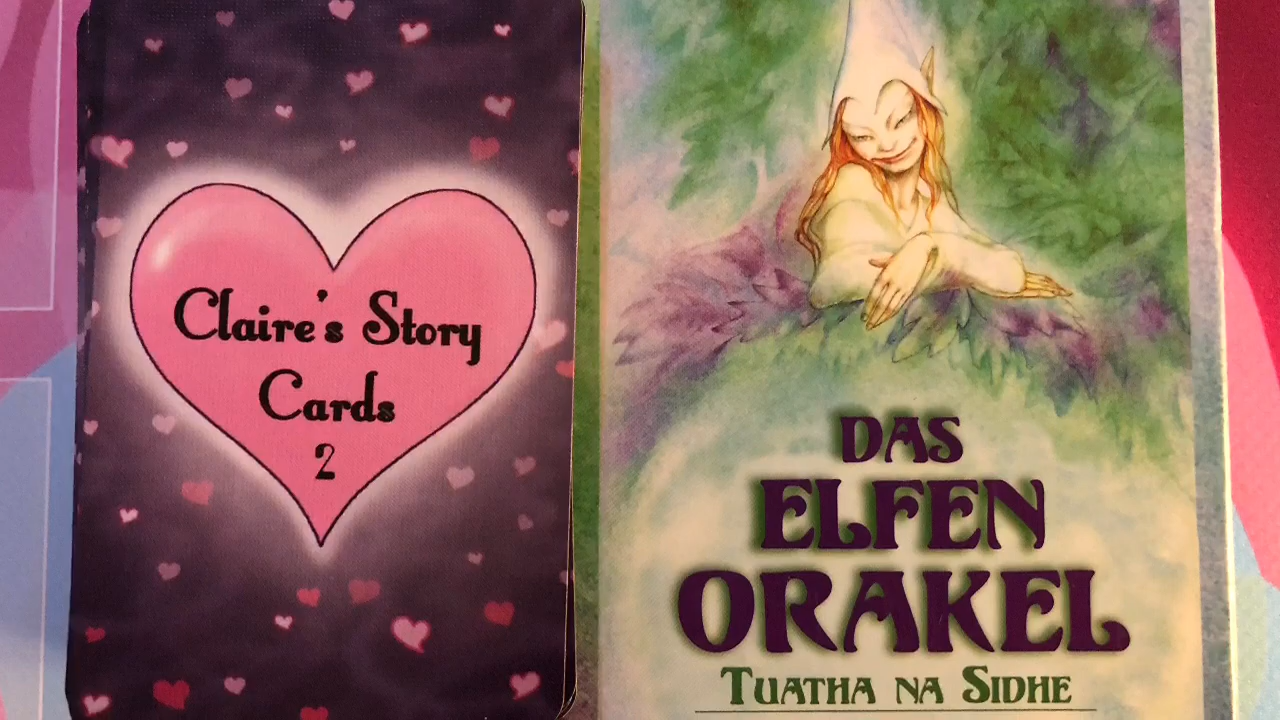 Claire's Story
Cards
2
DAS
ELFEN
ORAKEL
TUATHA NA SIDHE